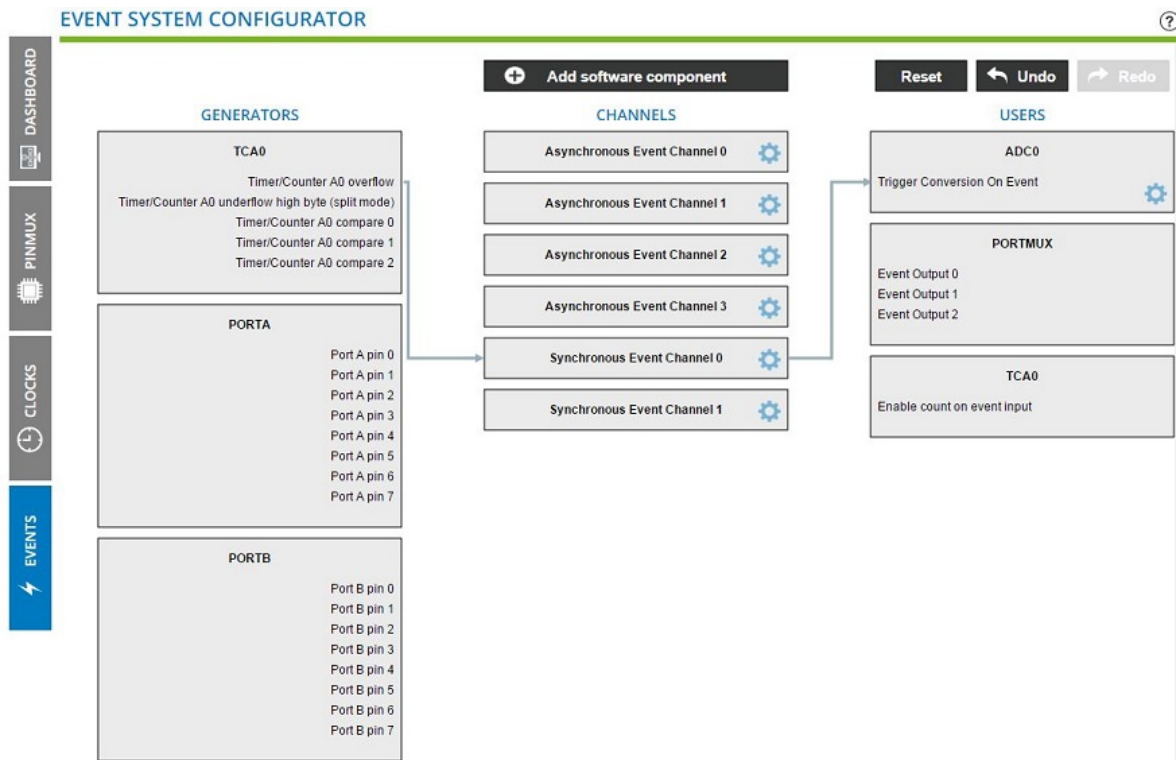 EVENT SYSTEM CONFIGURATOR
?
DASHBOARD
PINMUX
CLOCKS
EVENTS
Add software component
Reset
Undo
Redo
GENERATORS
TCA0
Timer/Counter A0 overflow
Timer/Counter A0 underflow high byte (split mode)
Timer/Counter A0 compare 0
Timer/Counter A0 compare 1
Timer/Counter A0 compare 2
PORTA
Port A pin 0
Port A pin 1
Port A pin 2
Port A pin 3
Port A pin 4
Port A pin 5
Port A pin 6
Port A pin 7
PORTB
Port B pin 0
Port B pin 1
Port B pin 2
Port B pin 3
Port B pin 4
Port B pin 5
Port B pin 6
Port B pin 7
CHANNELS
Asynchronous Event Channel 0
Asynchronous Event Channel 1
Asynchronous Event Channel 2
Asynchronous Event Channel 3
Synchronous Event Channel 0
Synchronous Event Channel 1
USERS
ADC0
Trigger Conversion On Event
PORTMUX
Event Output 0
Event Output 1
Event Output 2
TCA0
Enable count on event input